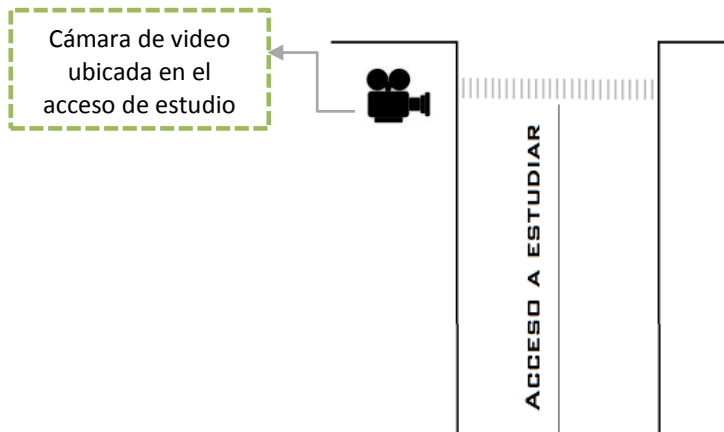 Cámara de video
ubicada en el
acceso de estudio
ACCESO A ESTUDIAR